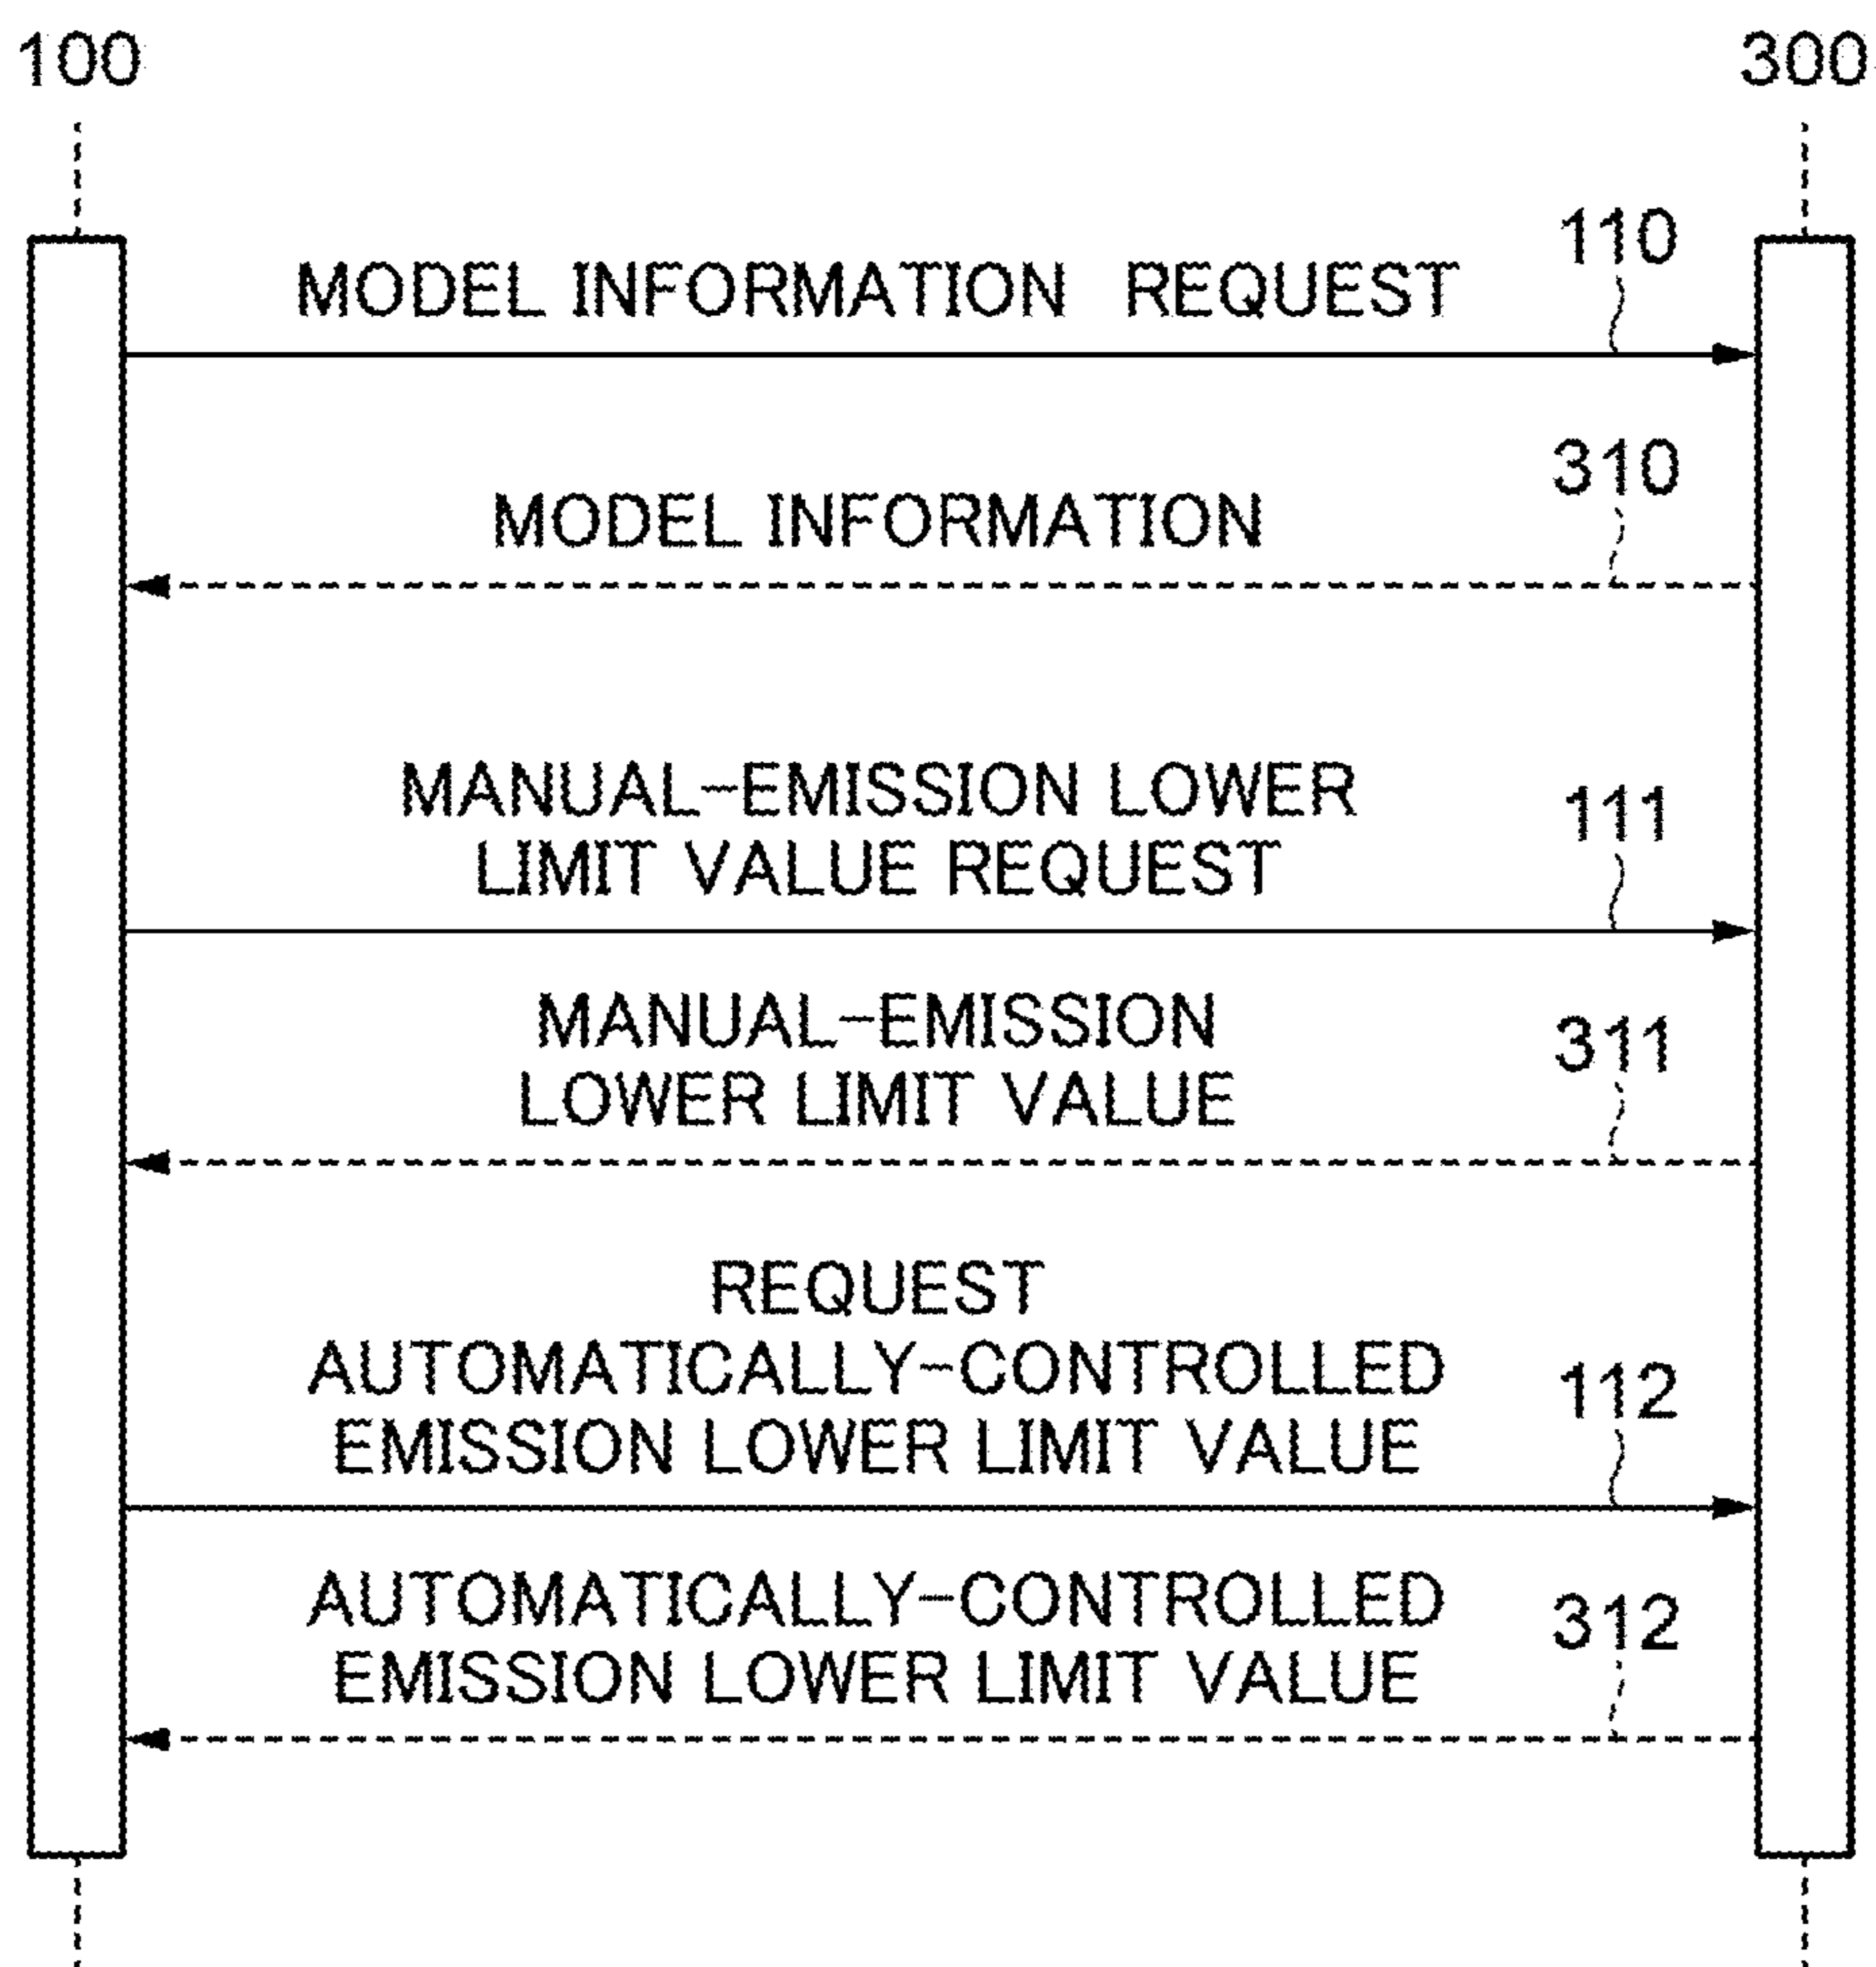 100
300
110
MODEL INFORMATION REQUEST
310
MODEL INFORMATION
MANUAL-EMISSION LOWER
111
LIMIT VALUE REQUEST
MANUAL-EMISSION
311
LOWER LIMIT VALUE
REQUEST
AUTOMATICALLY-CONTROLLED
112
EMISSION LOWER LIMIT VALUE
AUTOMATICALLY-CONTROLLED
312
EMISSION LOWER LIMIT VALUE